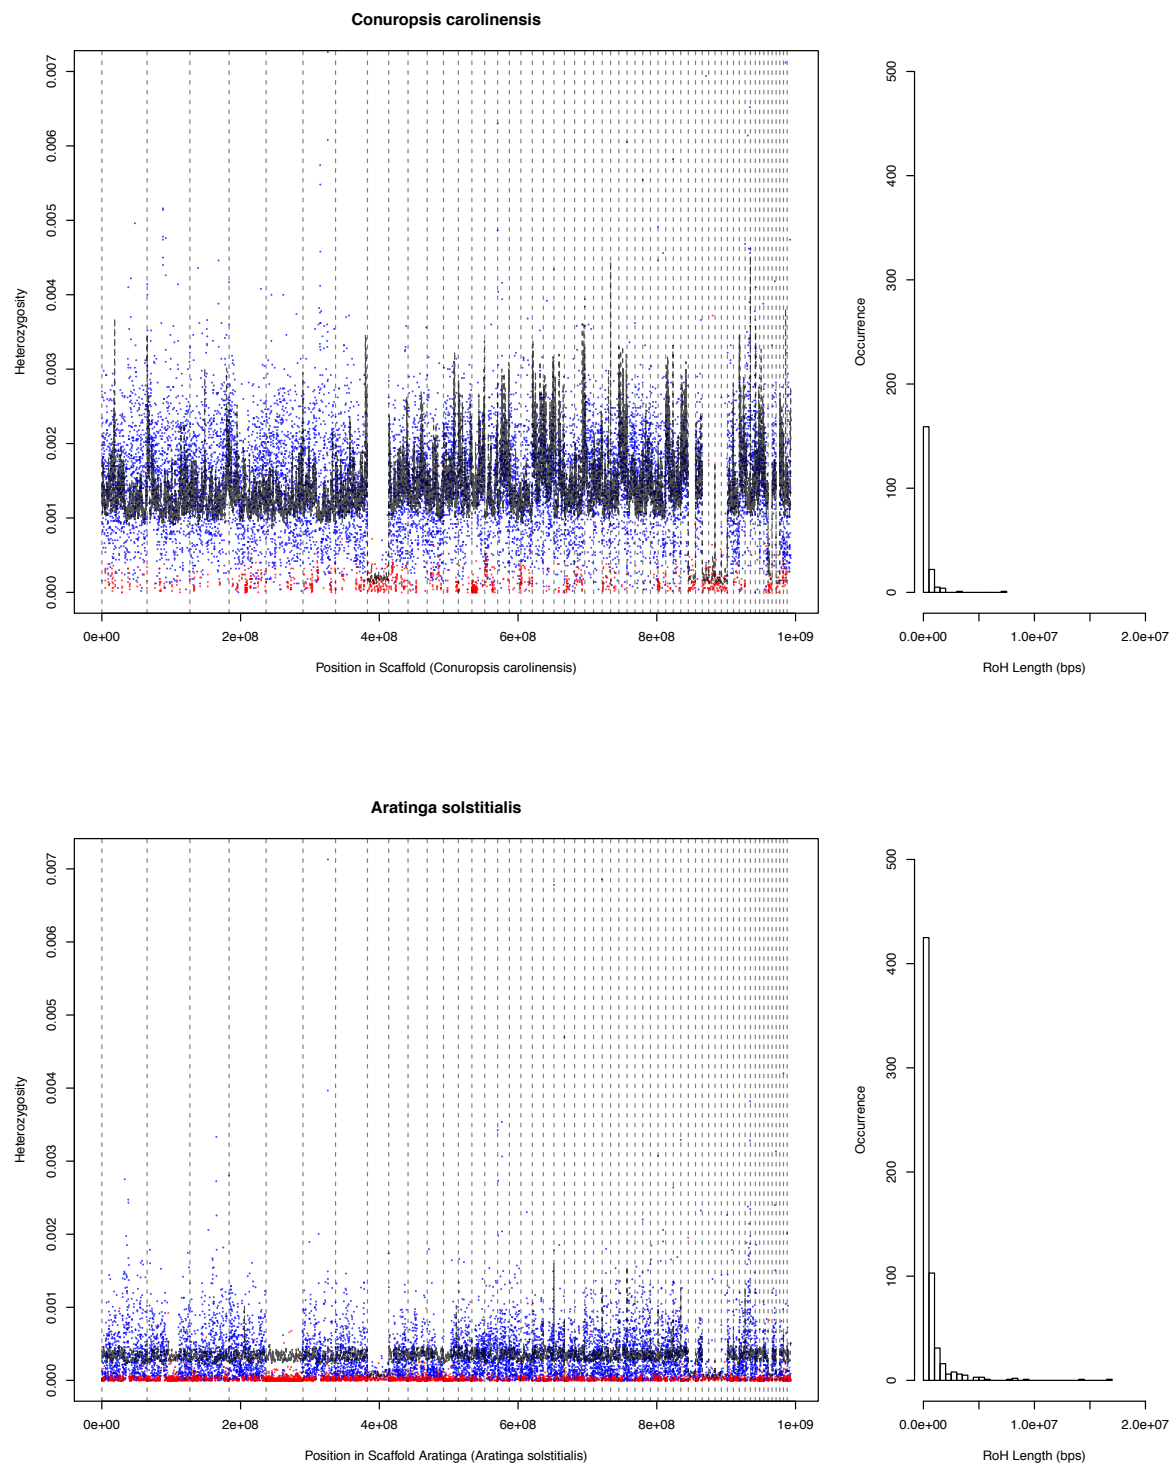 Conuropsis carolinensis
Heterozygosity
0.007
0.006
0.005
0.004
0.003
0.002
0.001
0.000
0e+00 2e+08 4e+08 6e+08 8e+08 1e+09
Position in Scaffold (Conuropsis carolinensis)
Occurrence
500
400
300
200
100
0
0.0e+00 1.0e+07 2.0e+07
RoH Length (bps)
Aratinga solstitialis
Heterozygosity
0.007
0.006
0.005
0.004
0.003
0.002
0.001
0.000
0e+00 2e+08 4e+08 6e+08 8e+08 1e+09
Position in Scaffold Aratinga (Aratinga solstitialis)
Occurrence
500
400
300
200
100
0
0.0e+00 1.0e+07 2.0e+07
RoH Length (bps)